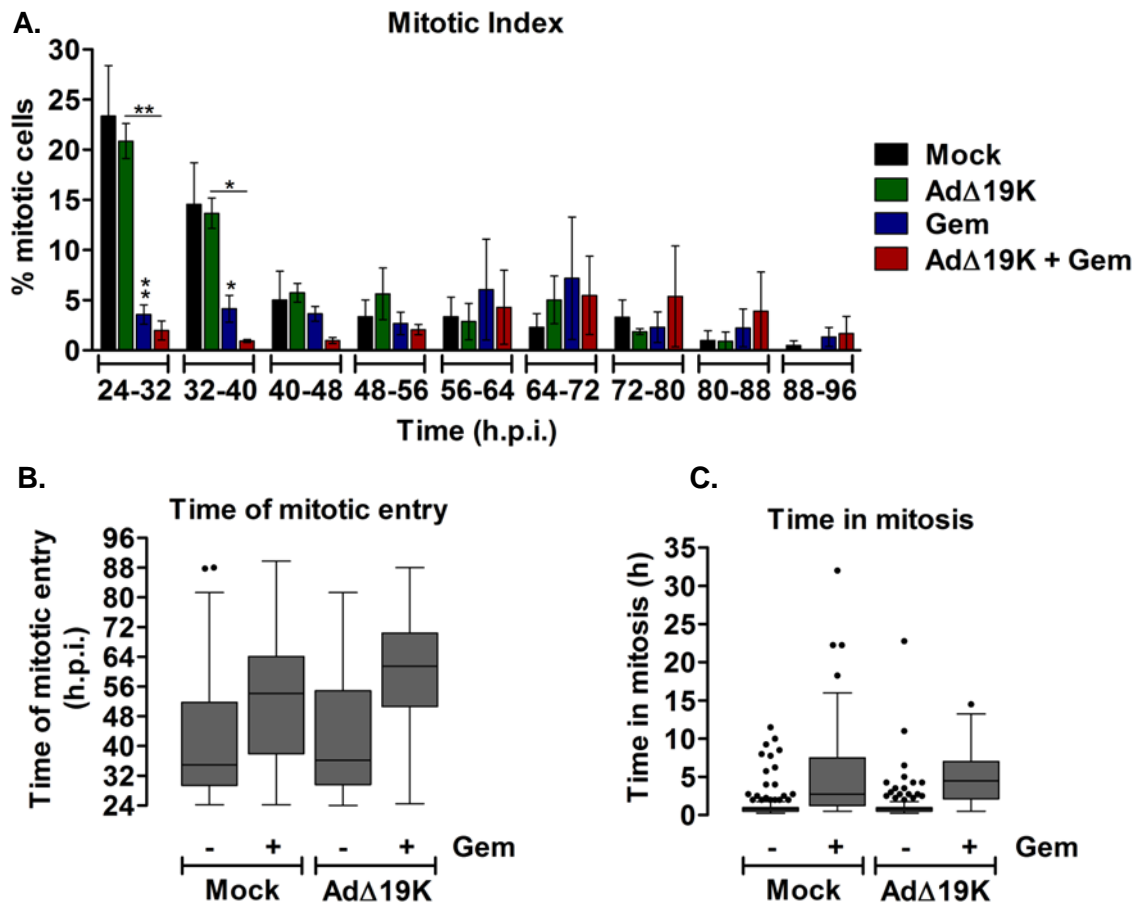 A.
Mitotic Index
% mitotic cells
30
25
20
15
10
5
0
**
*
**
*
24-32 32-40 40-48 48-56 56-64 64-72 72-80 80-88 88-96
Time (h.p.i.)
Mock
AdΔ19K
Gem
AdΔ19K + Gem
B.
Time of mitotic entry
Time of mitotic entry
(h.p.i.)
96
88
80
72
64
56
48
40
32
24
- + - + Gem
Mock AdΔ19K
C.
Time in mitosis
Time in mitosis (h)
35
30
25
20
15
10
5
0
- + - + Gem
Mock AdΔ19K